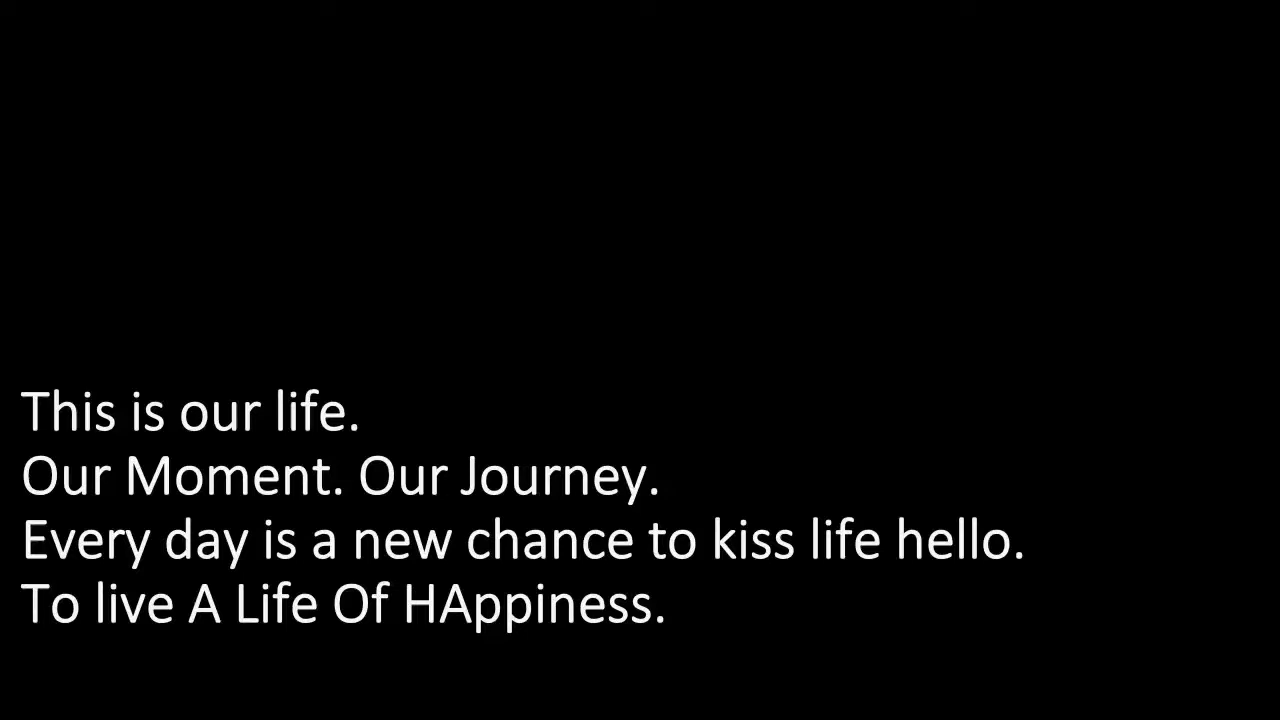 This is our life.
Our Moment. Our Journey.
Every day is a new chance to kiss life hello.
To live A Life Of HAppiness.